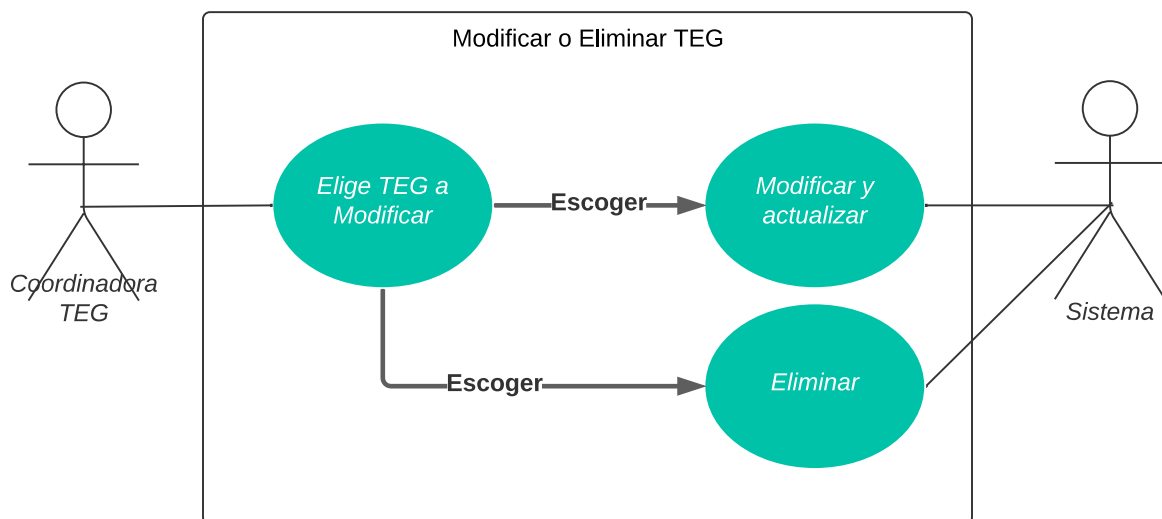 Modificar o Eliminar TEG
Elige TEG a
Modificar
Escoger
Modificar y
actualizar
Coordinadora
TEG
Sistema
Escoger
Eliminar